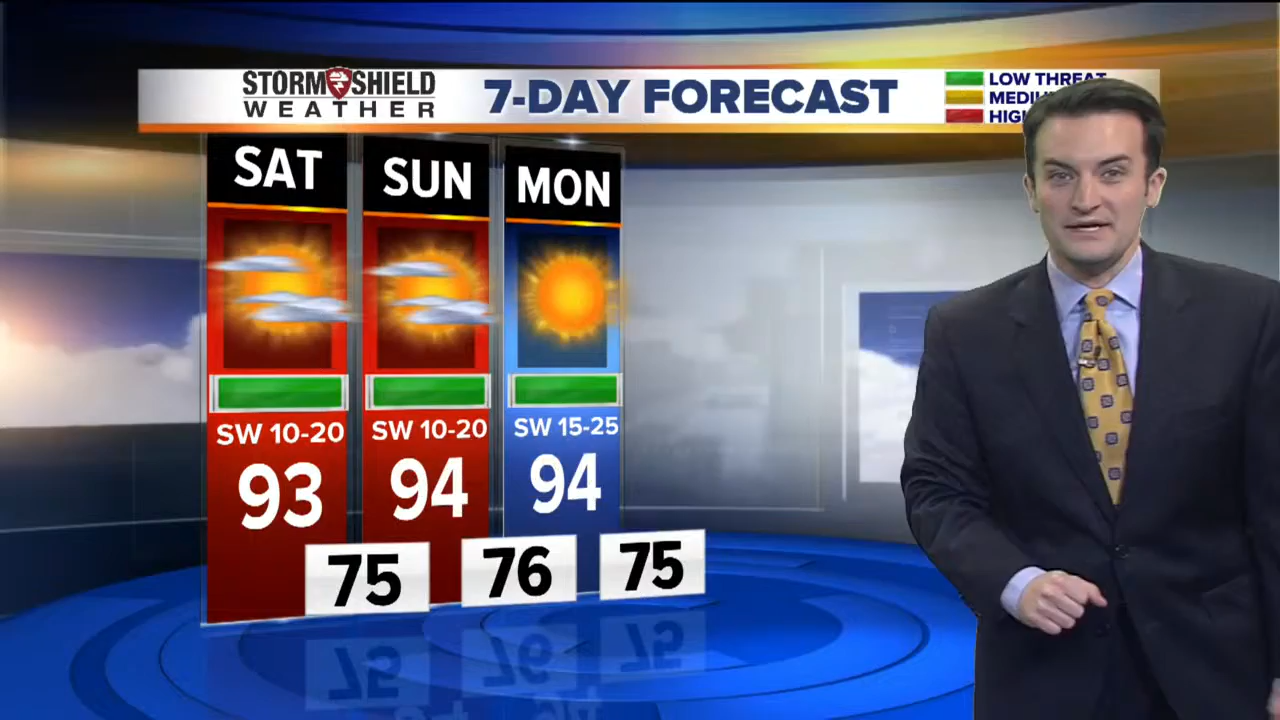 STORM SHIELD
WEATHER
7-DAY FORECAST
LOW THREAT
SAT
SUN
MON
SW 10-20
SW 10-20
SW 15-25
93
94
94
75
76
75